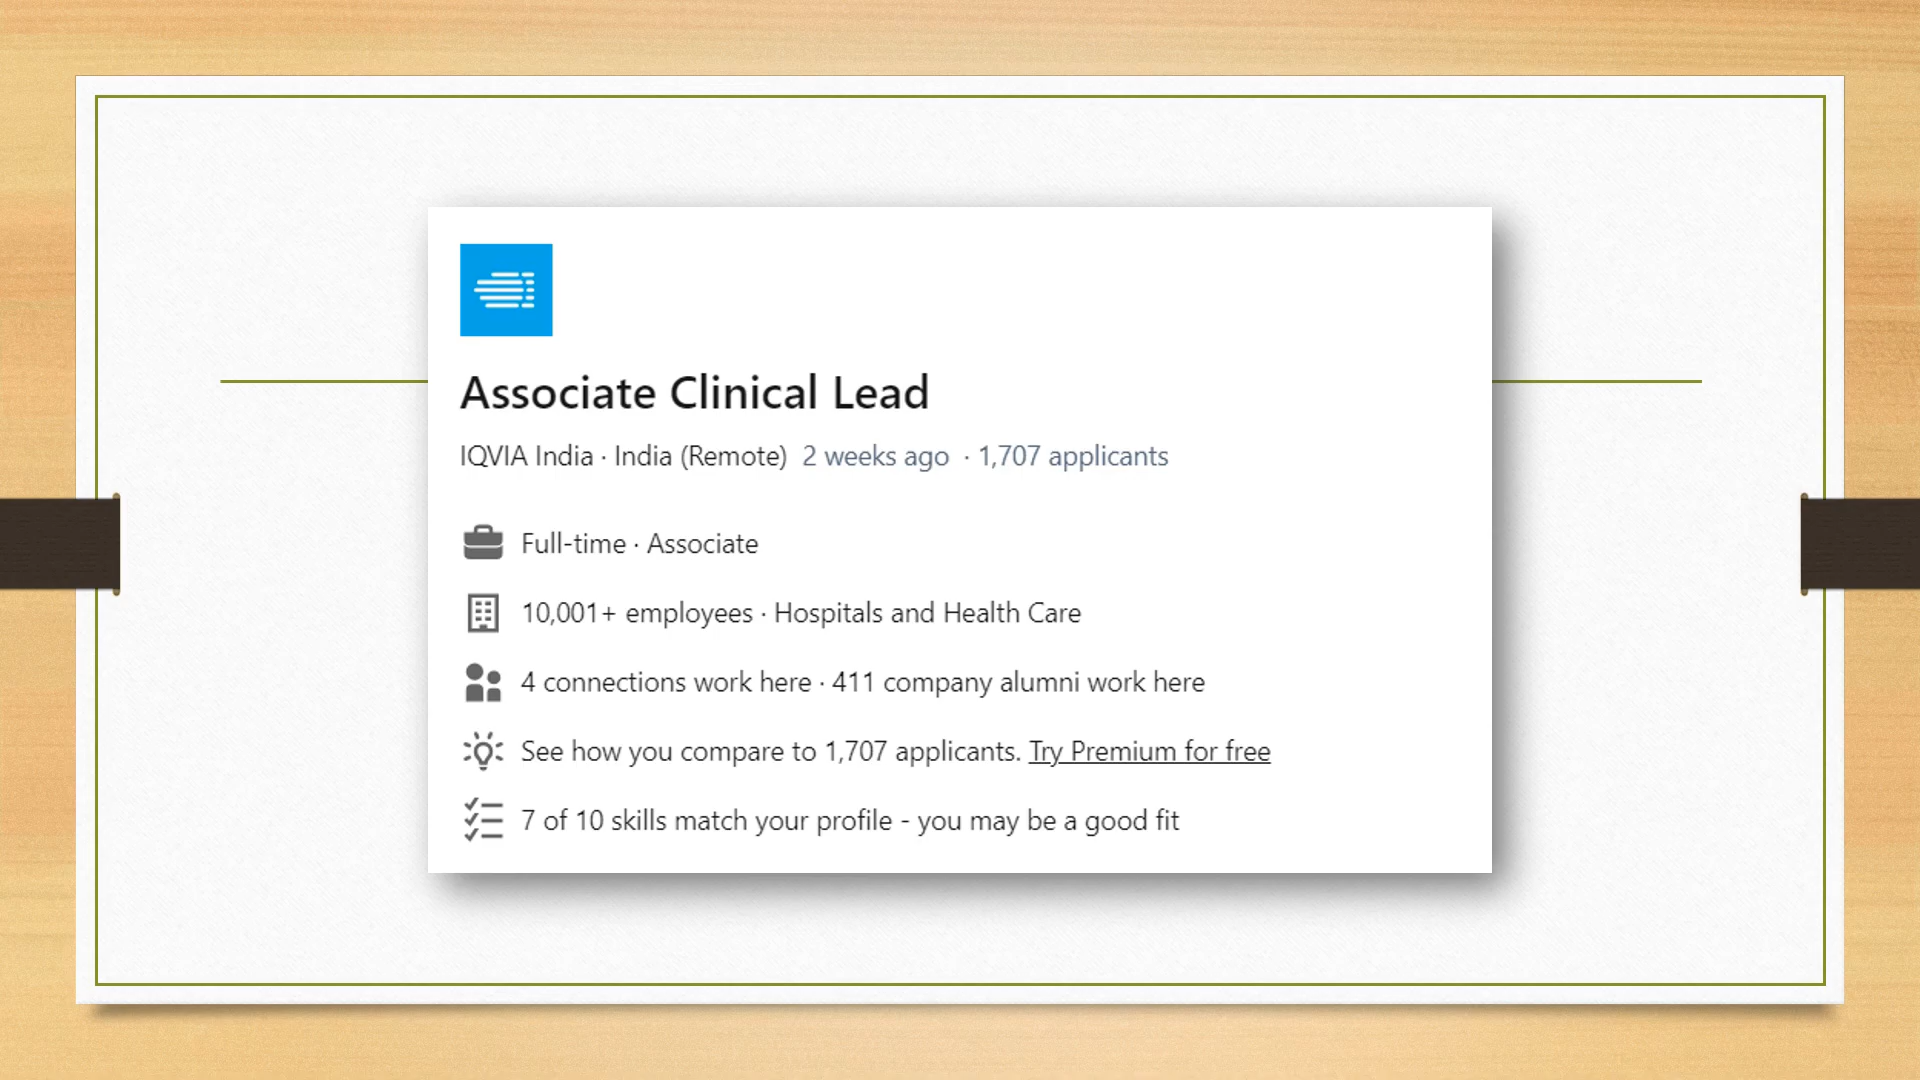 Associate Clinical Lead
IQVIA India · India (Remote) 2 weeks ago · 1,707 applicants
Full-time · Associate
10,001+ employees · Hospitals and Health Care
4 connections work here · 411 company alumni work here
See how you compare to 1,707 applicants. Try Premium for free
7 of 10 skills match your profile - you may be a good fit